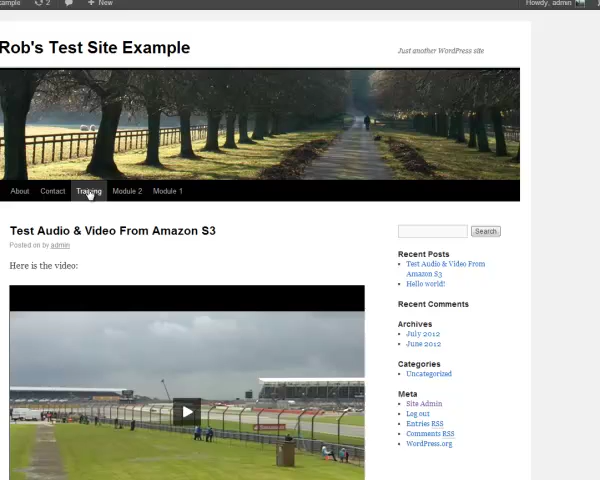 2
New
Howdy, admin
Rob's Test Site Example
Just another WordPress site
About Contact Training Module 2 Module 1
Test Audio & Video From Amazon S3
Posted on by admin
Here is the video:
Search
Recent Posts
Test Audio & Video From Amazon S3
Hello world!
Recent Comments
Archives
July 2012
June 2012
Categories
Uncategorized
Meta
Site Admin
Log out
Entries RSS
Comments RSS
WordPress.org